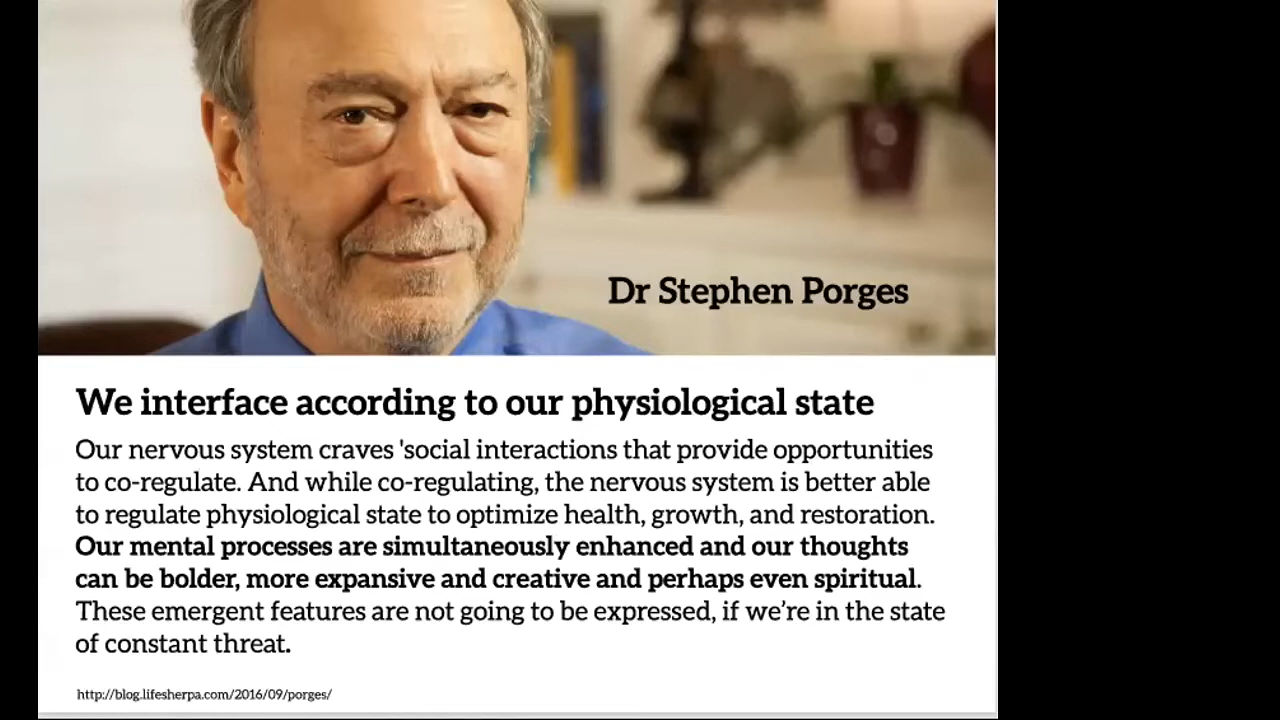 Dr Stephen Porges
We interface according to our physiological state
Our nervous system craves 'social interactions that provide opportunities
to co-regulate. And while co-regulating, the nervous system is better able
to regulate physiological state to optimize health, growth, and restoration.
Our mental processes are simultaneously enhanced and our thoughts
can be bolder, more expansive and creative and perhaps even spiritual.
These emergent features are not going to be expressed, if we’re in the state
of constant threat.
http://blog.lifesherpa.com/2016/09/porges/